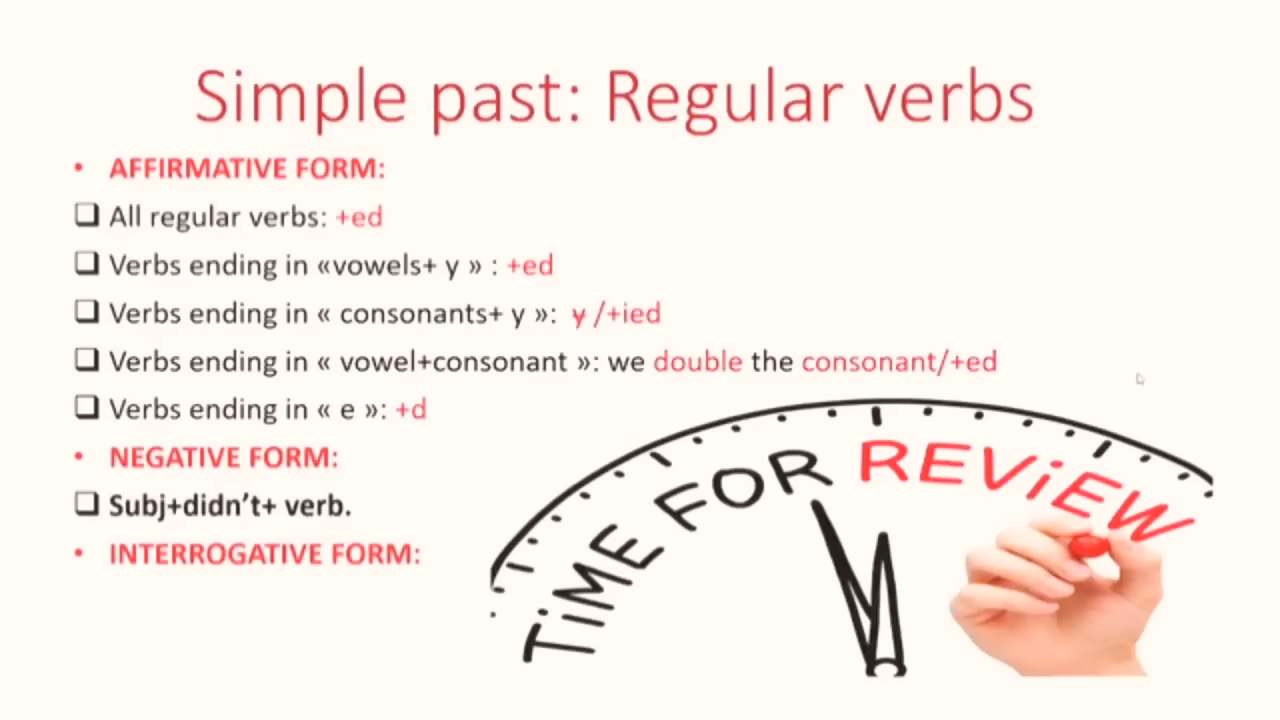 Simple past: Regular verbs
• AFFIRMATIVE FORM:
❑ All regular verbs: +ed
❑ Verbs ending in «vowels+ y » : +ed
❑ Verbs ending in « consonants+ y »: y /+ied
❑ Verbs ending in « vowel+consonant »: we double the consonant/+ed
❑ Verbs ending in « e »: +d
• NEGATIVE FORM:
❑ Subj+didn’t+ verb.
• INTERROGATIVE FORM:
TiME FOR REViEW